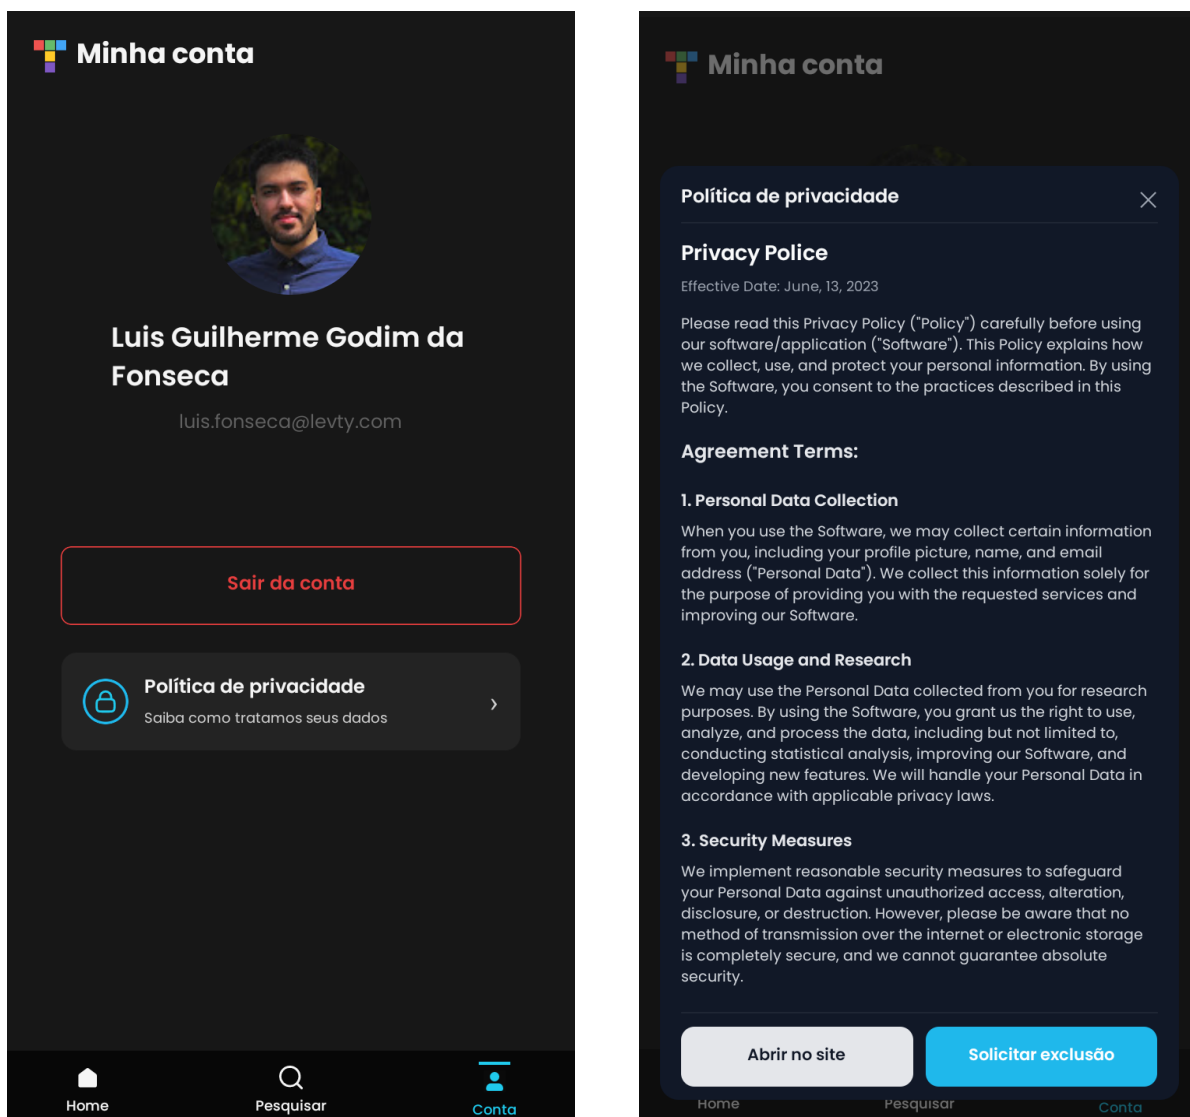 Minha conta
Luis Guilherme Godim da
Fonseca
luis.fonseca@levty.com
Sair da conta
Política de privacidade
Saiba como tratamos seus dados
Home
Pesquisar
Conta
Minha conta
Política de privacidade
Privacy Police
Effective Date: June, 13, 2023
Please read this Privacy Policy ("Policy") carefully before using
our software/application ("Software"). This Policy explains how
we collect, use, and protect your personal information. By using
the Software, you consent to the practices described in this
Policy.
Agreement Terms:
1. Personal Data Collection
When you use the Software, we may collect certain information
from you, including your profile picture, name, and email
address ("Personal Data"). We collect this information solely for
the purpose of providing you with the requested services and
improving our Software.
2. Data Usage and Research
We may use the Personal Data collected from you for research
purposes. By using the Software, you grant us the right to use,
analyze, and process the data, including but not limited to,
conducting statistical analysis, improving our Software, and
developing new features. We will handle your Personal Data in
accordance with applicable privacy laws.
3. Security Measures
We implement reasonable security measures to safeguard
your Personal Data against unauthorized access, alteration,
disclosure, or destruction. However, please be aware that no
method of transmission over the internet or electronic storage
is completely secure, and we cannot guarantee absolute
security.
Abrir no site
Solicitar exclusão
Home
Pesquisar
Conta